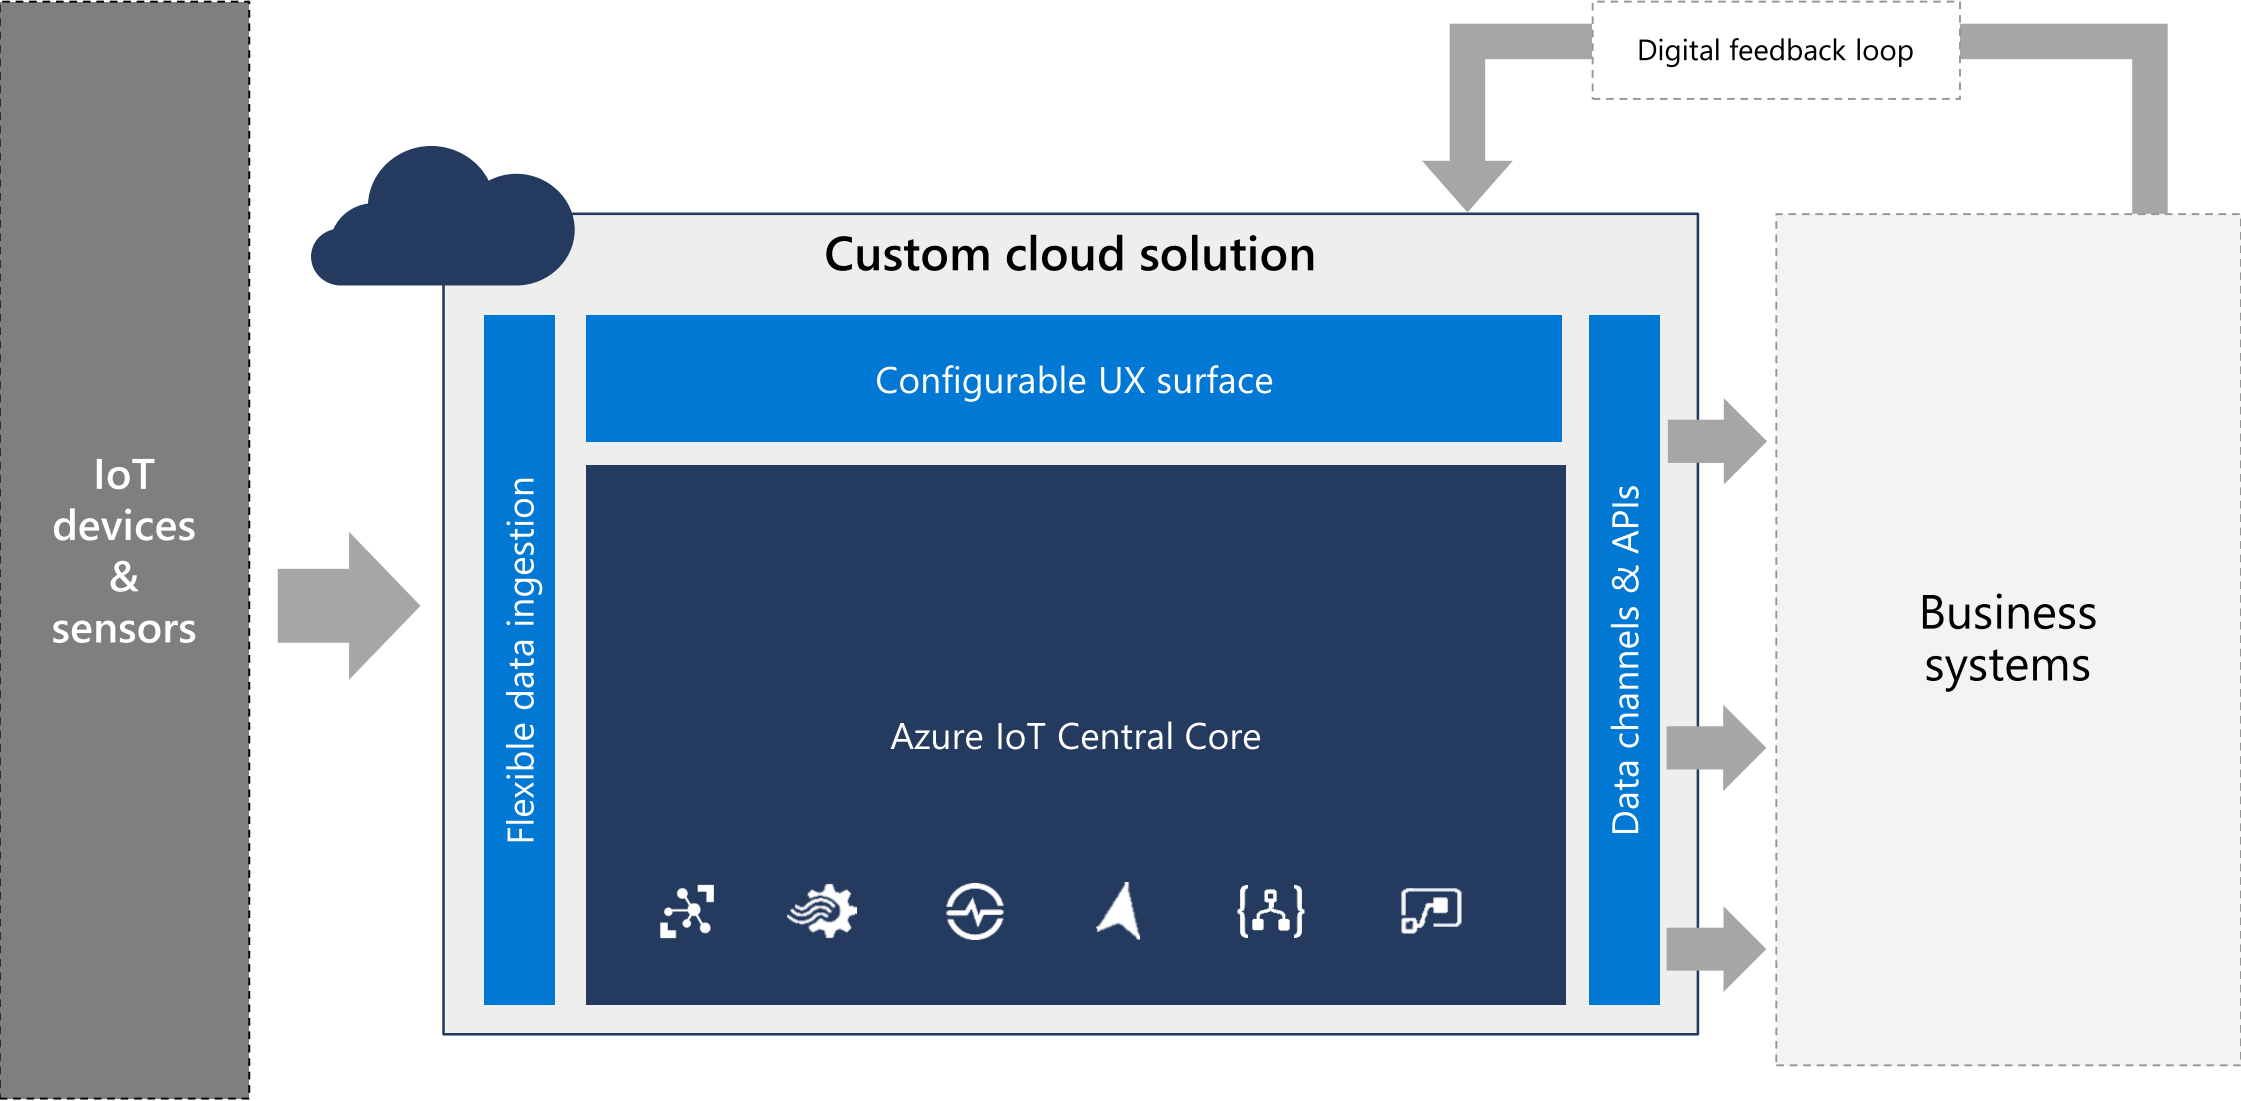 Digital feedback loop
Custom cloud solution
IoT
devices
&
sensors
Flexible data ingestion
Configurable UX surface
Azure IoT Central Core
Data channels & APIs
Business
systems